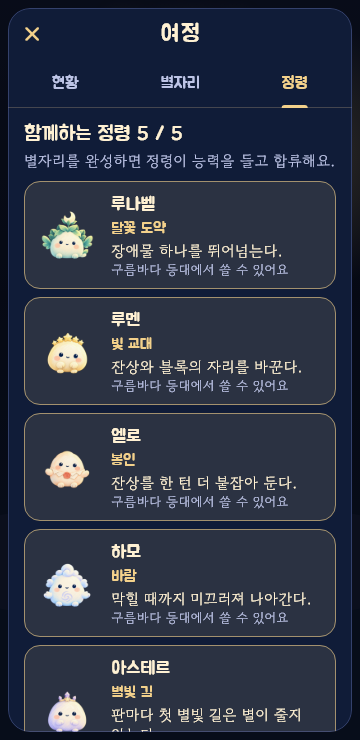 여정
현황
별자리
정령
함께하는 정령 5 / 5
별자리를 완성하면 정령이 능력을 들고 합류해요.
루나벨
달꽃 도약
장애물 하나를 뛰어넘는다.
구름바다 등대에서 쓸 수 있어요
루멘
빛 교대
잔상와 블록의 자리를 바꾼다.
구름바다 등대에서 쓸 수 있어요
엘로
봉인
잔상를 한 턴 더 붙잡아 둔다.
구름바다 등대에서 쓸 수 있어요
하모
바람
막힐 때까지 미끄러져 나아간다.
구름바다 등대에서 쓸 수 있어요
아스테르
별빛 길
판마다 첫 별빛 길은 별이 줄지